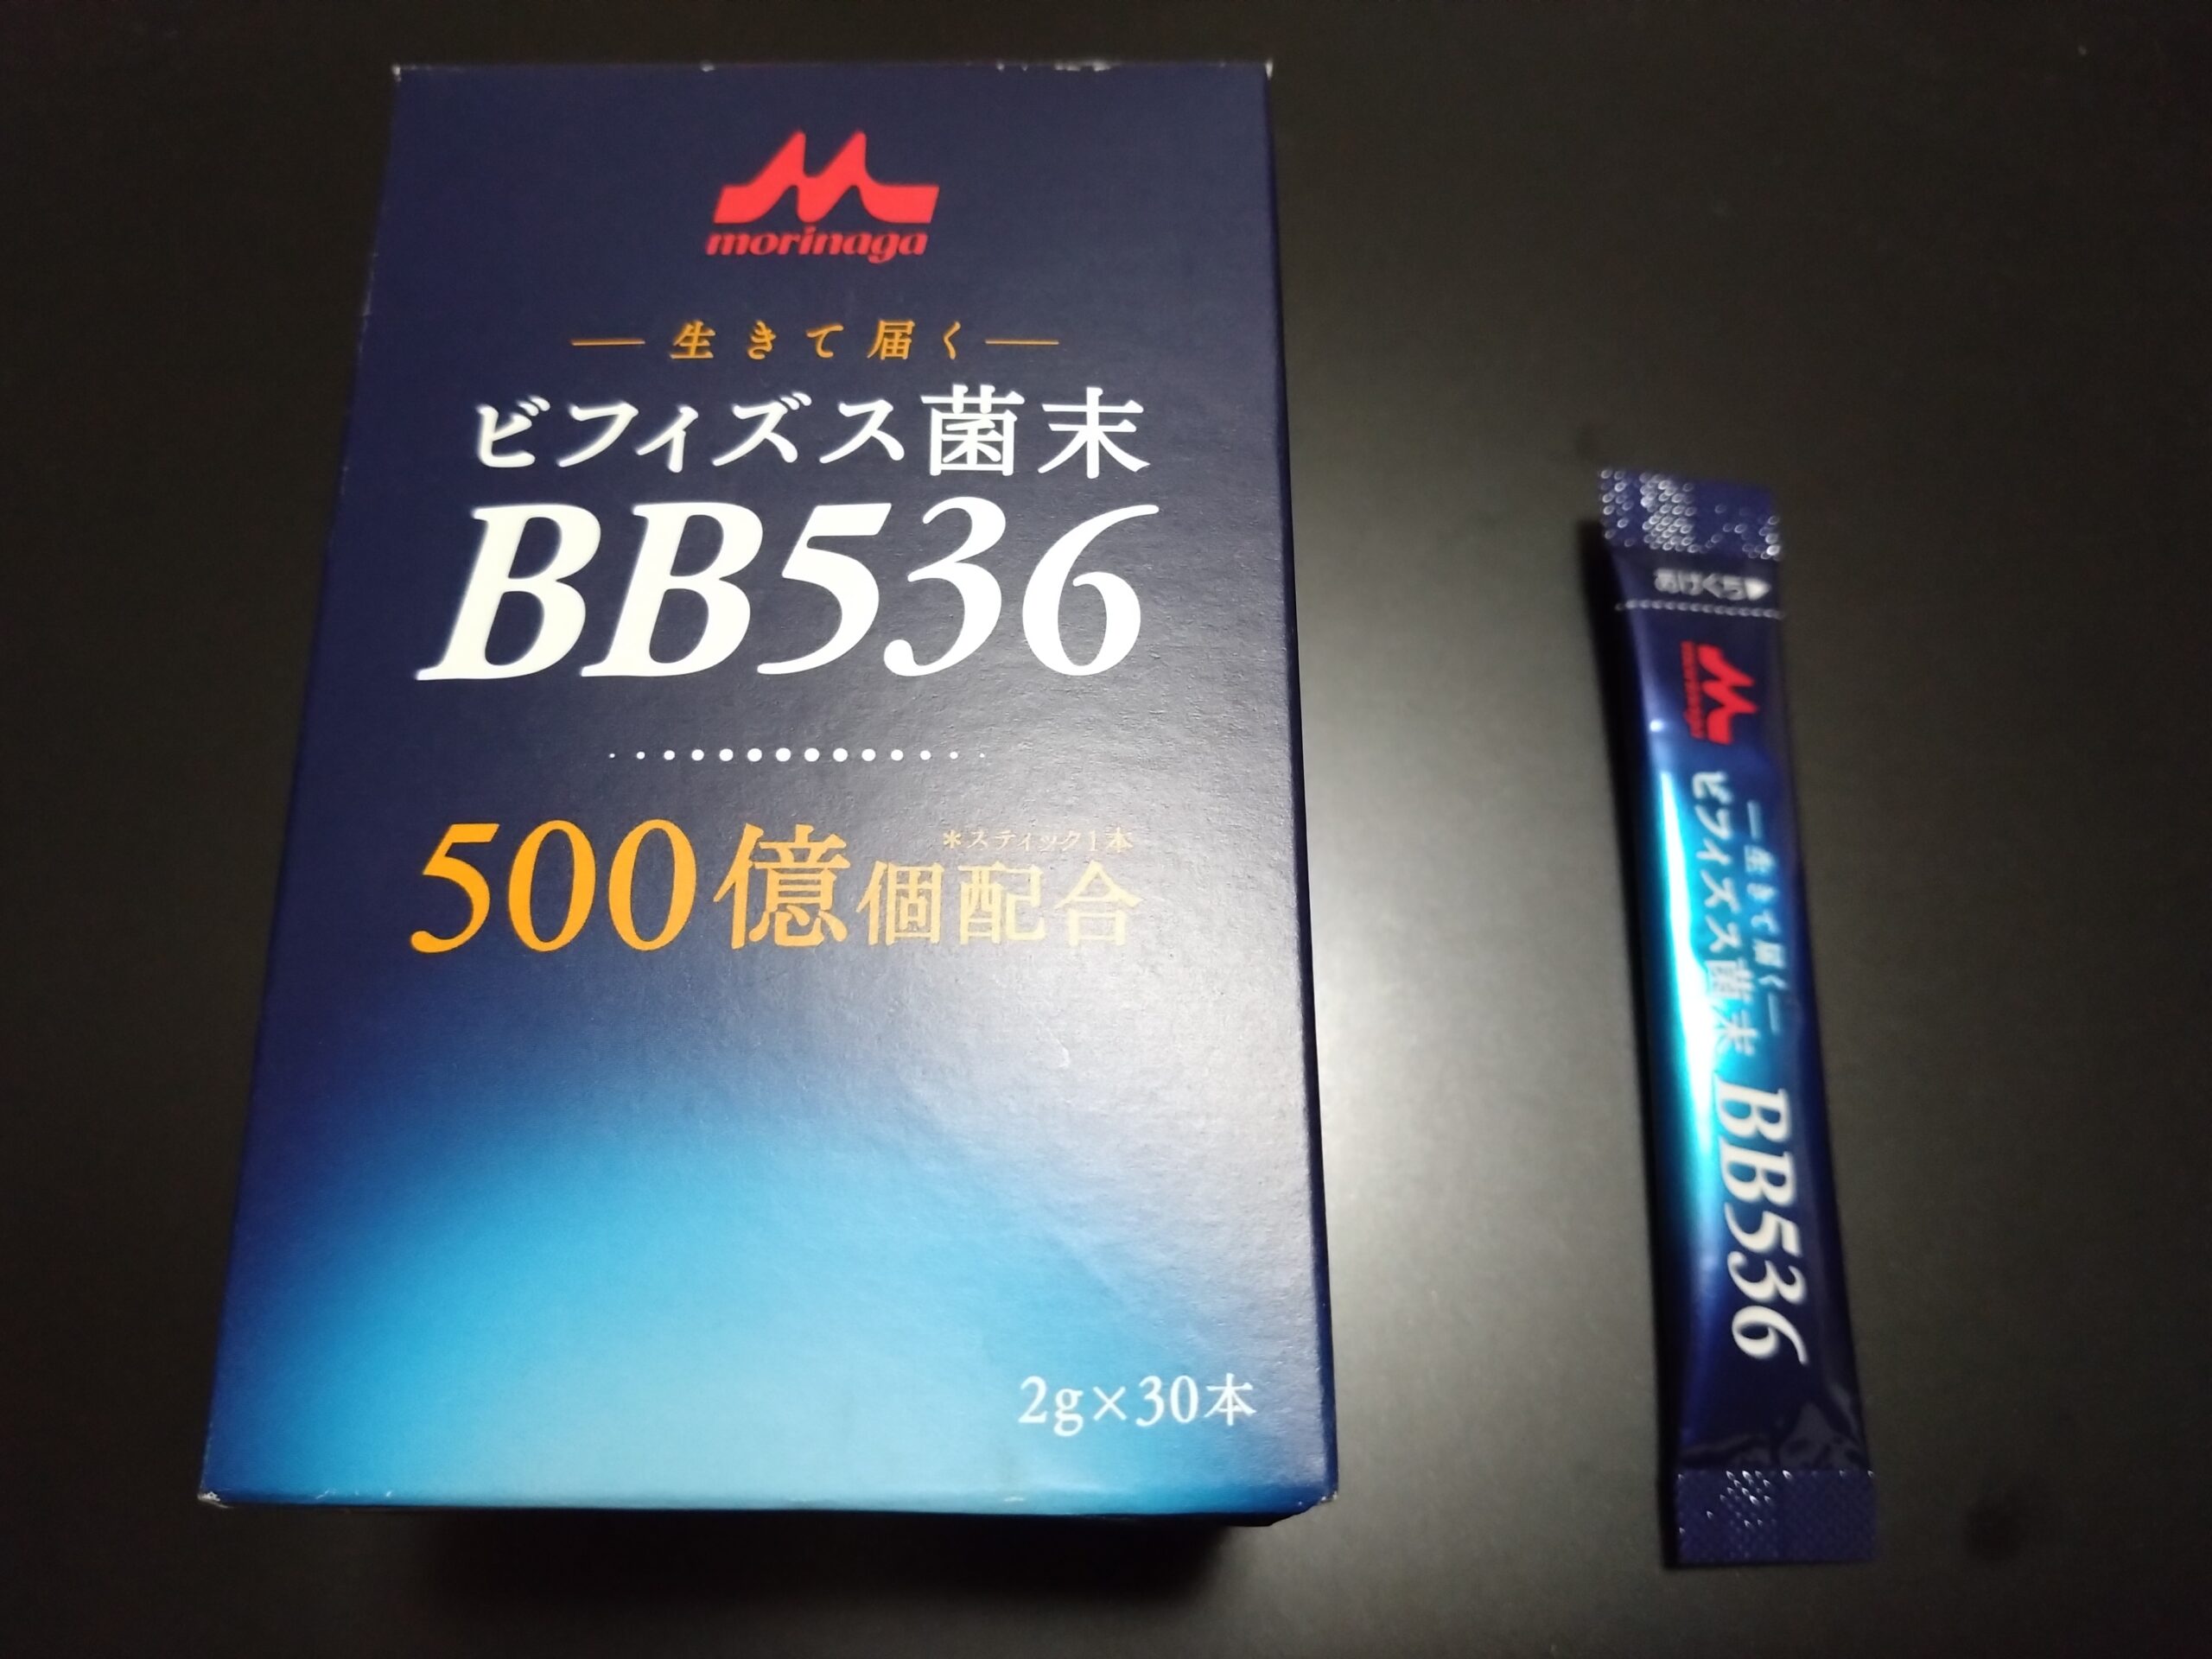 morinaga
生きて届く
ビフィズス菌末
BB536
*スティック1本
500億個配合
2g×30本
あけくち
morinaga
生きて届く
ビフィズス菌末 BB536